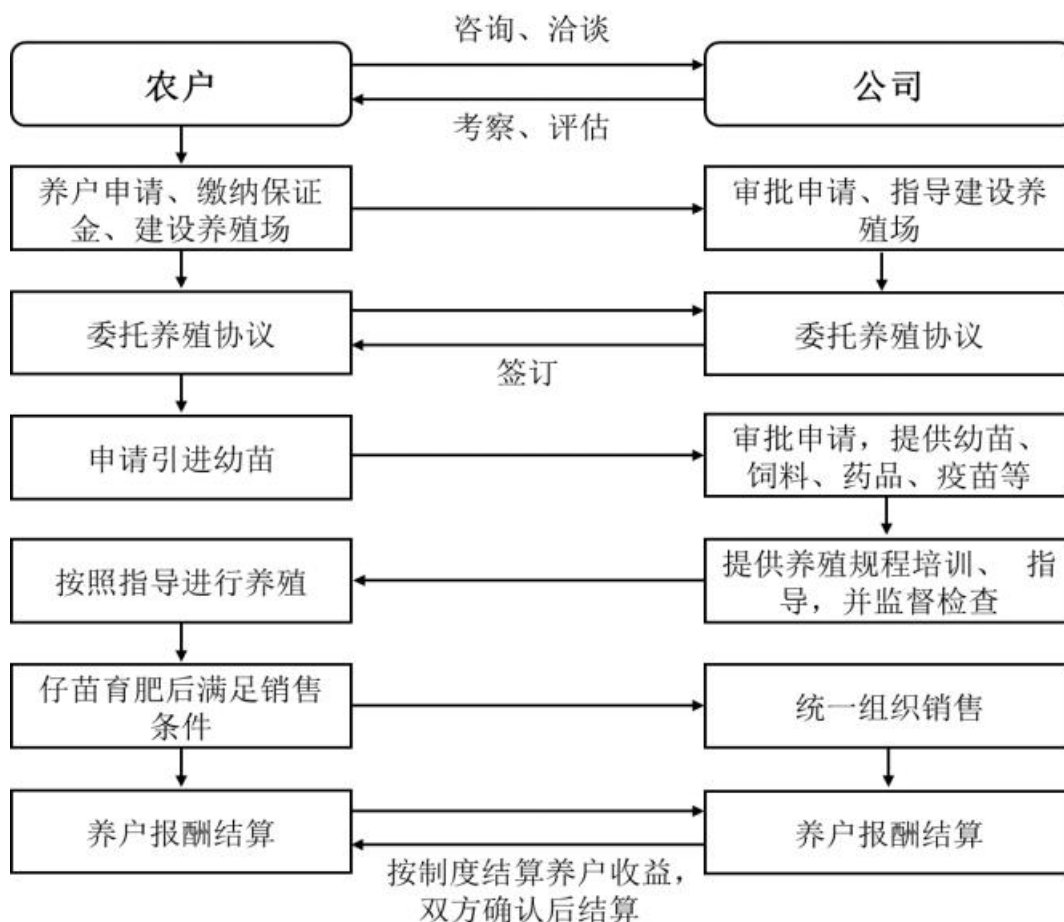 咨询、洽谈
农户
公司
考察、评估
养户申请、缴纳保证
金、建设养殖场
审批申请、指导建设养
殖场
委托养殖协议
委托养殖协议
签订
申请引进幼苗
审批申请，提供幼苗、
饲料、药品、疫苗等
按照指导进行养殖
提供养殖规程培训、 指
导，并监督检查
仔苗育肥后满足销售
条件
统一组织销售
养户报酬结算
养户报酬结算
按制度结算养户收益，
双方确认后结算